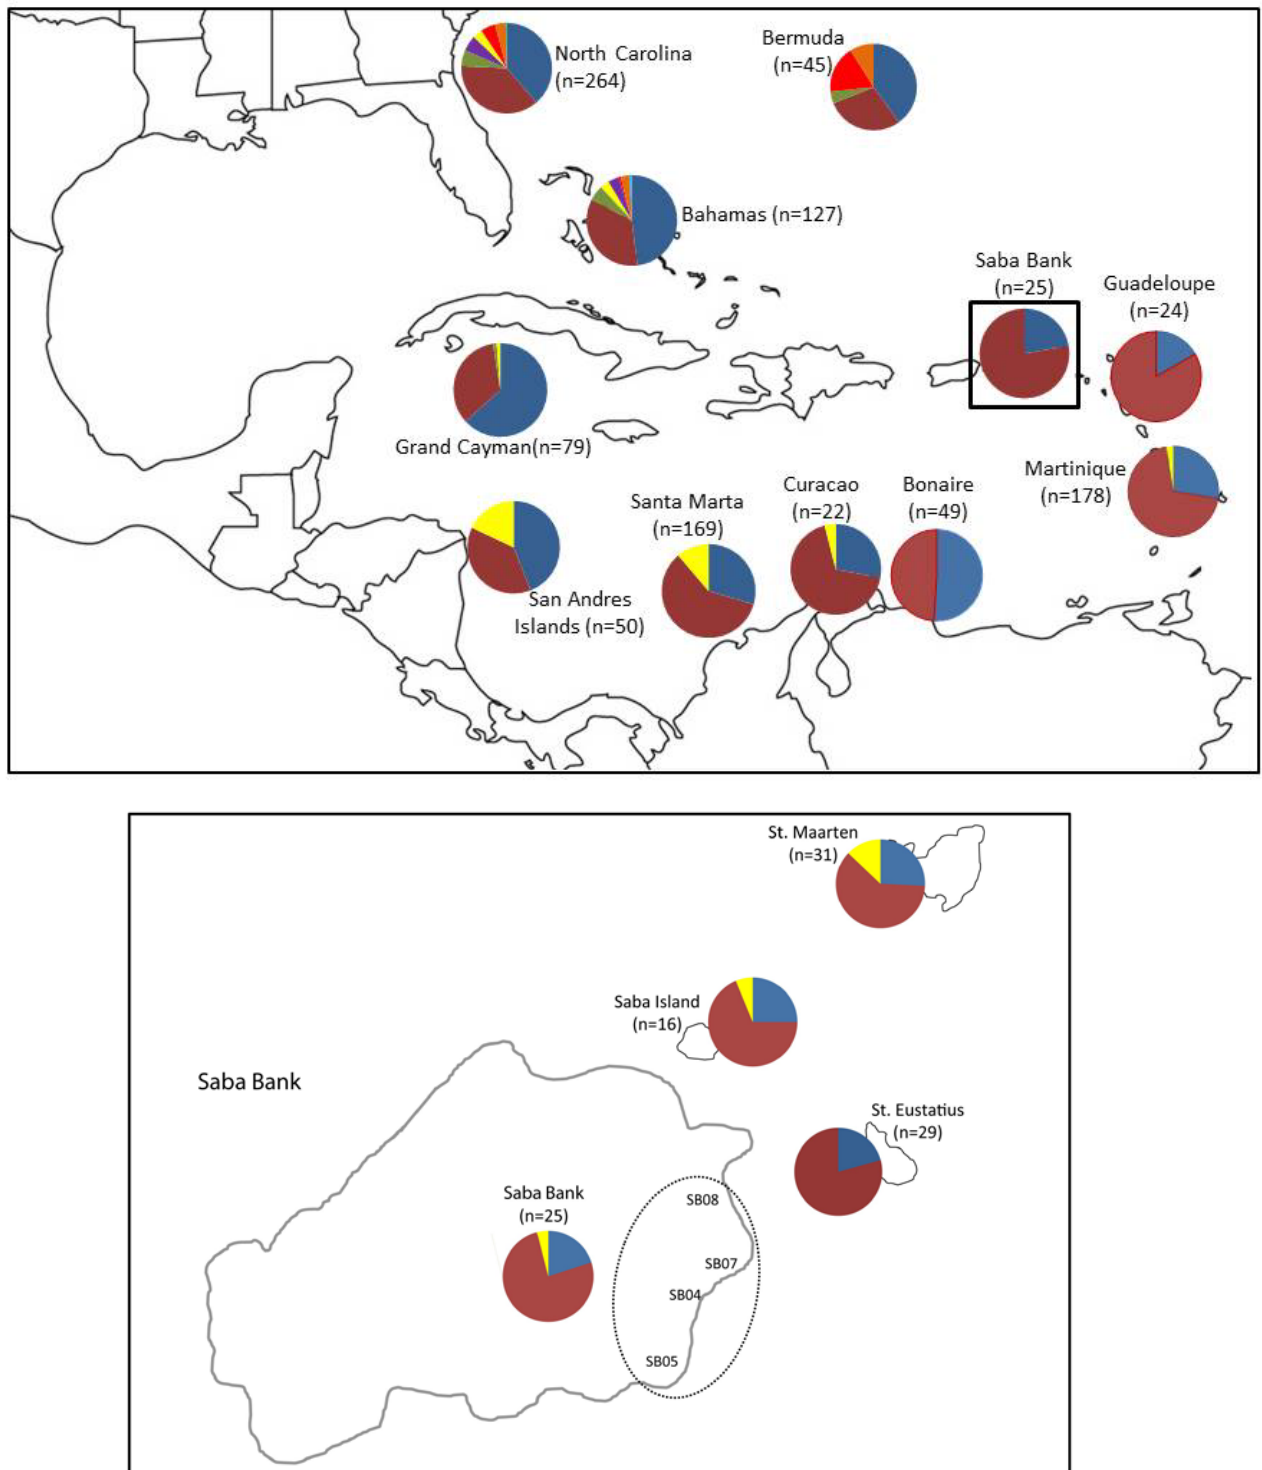 North Carolina
(n=264)
Bermuda
(n=45)
Bahamas (n=127)
Saba Bank
(n=25)
Guadeloupe
(n=24)
Grand Cayman(n=79)
Martinique
(n=178)
Santa Marta
(n=169)
Curacao
(n=22)
Bonaire
(n=49)
San Andres
Islands (n=50)
St. Maarten
(n=31)
Saba Island
(n=16)
Saba Bank
St. Eustatius
(n=29)
Saba Bank
(n=25)
SB08
SB07
SB04
SB05